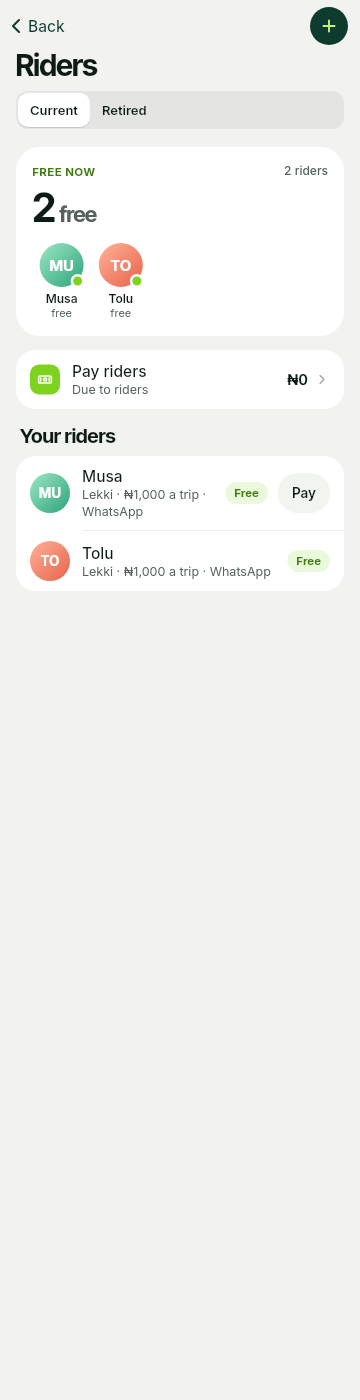 Back
Riders
Current Retired
FREE NOW 2 riders
2 free
MU TO
Musa Tolu
free free
Pay riders
Due to riders
₦0
Your riders
MU
Musa
Lekki · ₦1,000 a trip ·
WhatsApp
Free
Pay
TO
Tolu
Lekki · ₦1,000 a trip · WhatsApp
Free